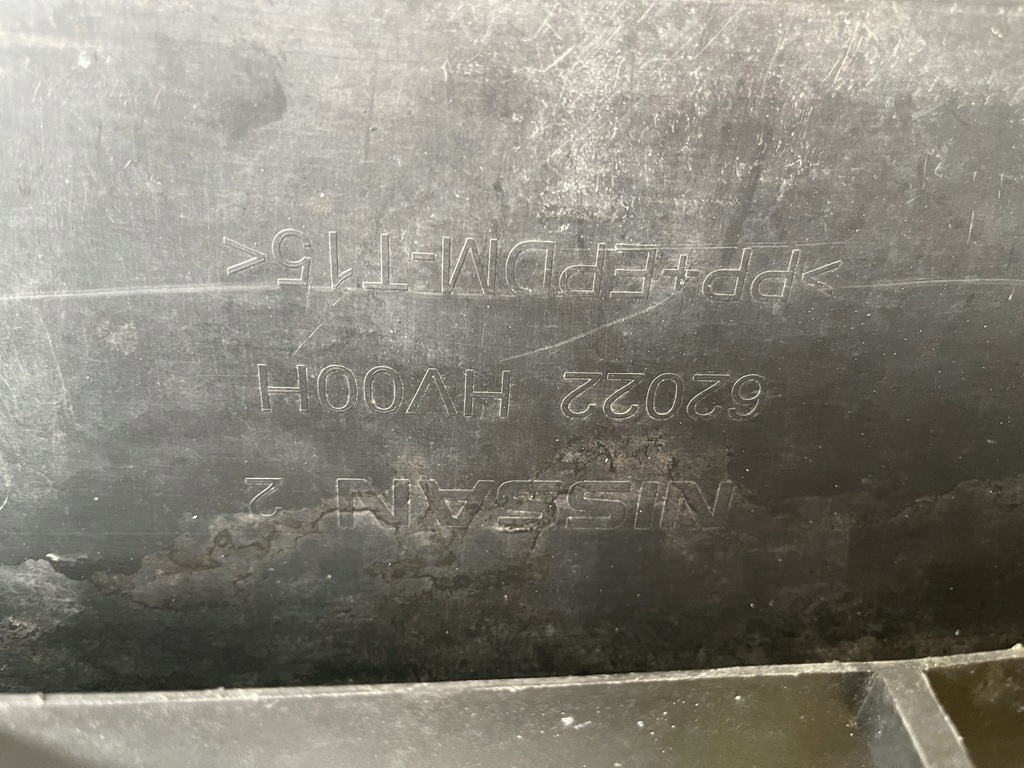 NISSAN 2
62022 HV00H
>PP+EPDM-T15<